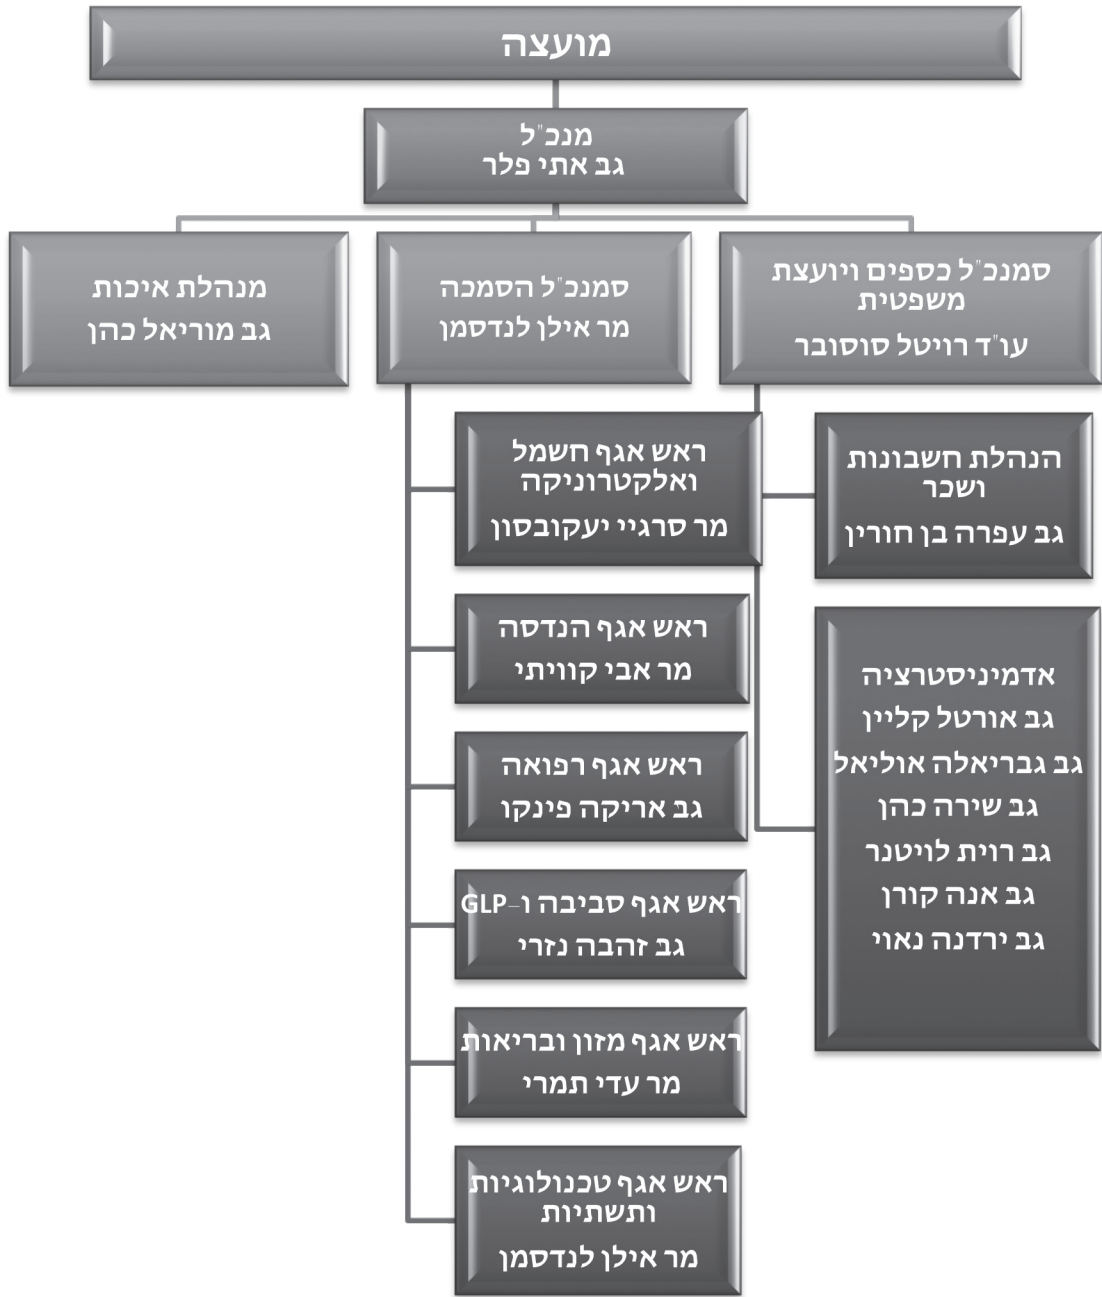 מועצה
מנכ"ל
גב אתי פלר
סמנכ"ל כספים ויועצת
משפטית
עו"ד רויטל סוסובר
סמנכ"ל הסמכה
מר אילן לנדסמן
מנהלת איכות
גב מוריאל כהן
הנהלת חשבונות
ושכר
גב עפרה בן חורין
אדמיניסטרציה
גב אורטל קליין
גב גבריאלה אוליאל
גב שירה כהן
גב רוית לויטנר
גב אנה קורן
גב ירדנה נאוי
ראש אגף חשמל
ואלקטרוניקה
מר סרגיי יעקובסון
ראש אגף הנדסה
מר אבי קוויתי
ראש אגף רפואה
גב אריקה פינקו
ראש אגף סביבה ו–GLP
גב זהבה נזרי
ראש אגף מזון ובריאות
מר עדי תמרי
ראש אגף טכנולוגיות
ותשתיות
מר אילן לנדסמן